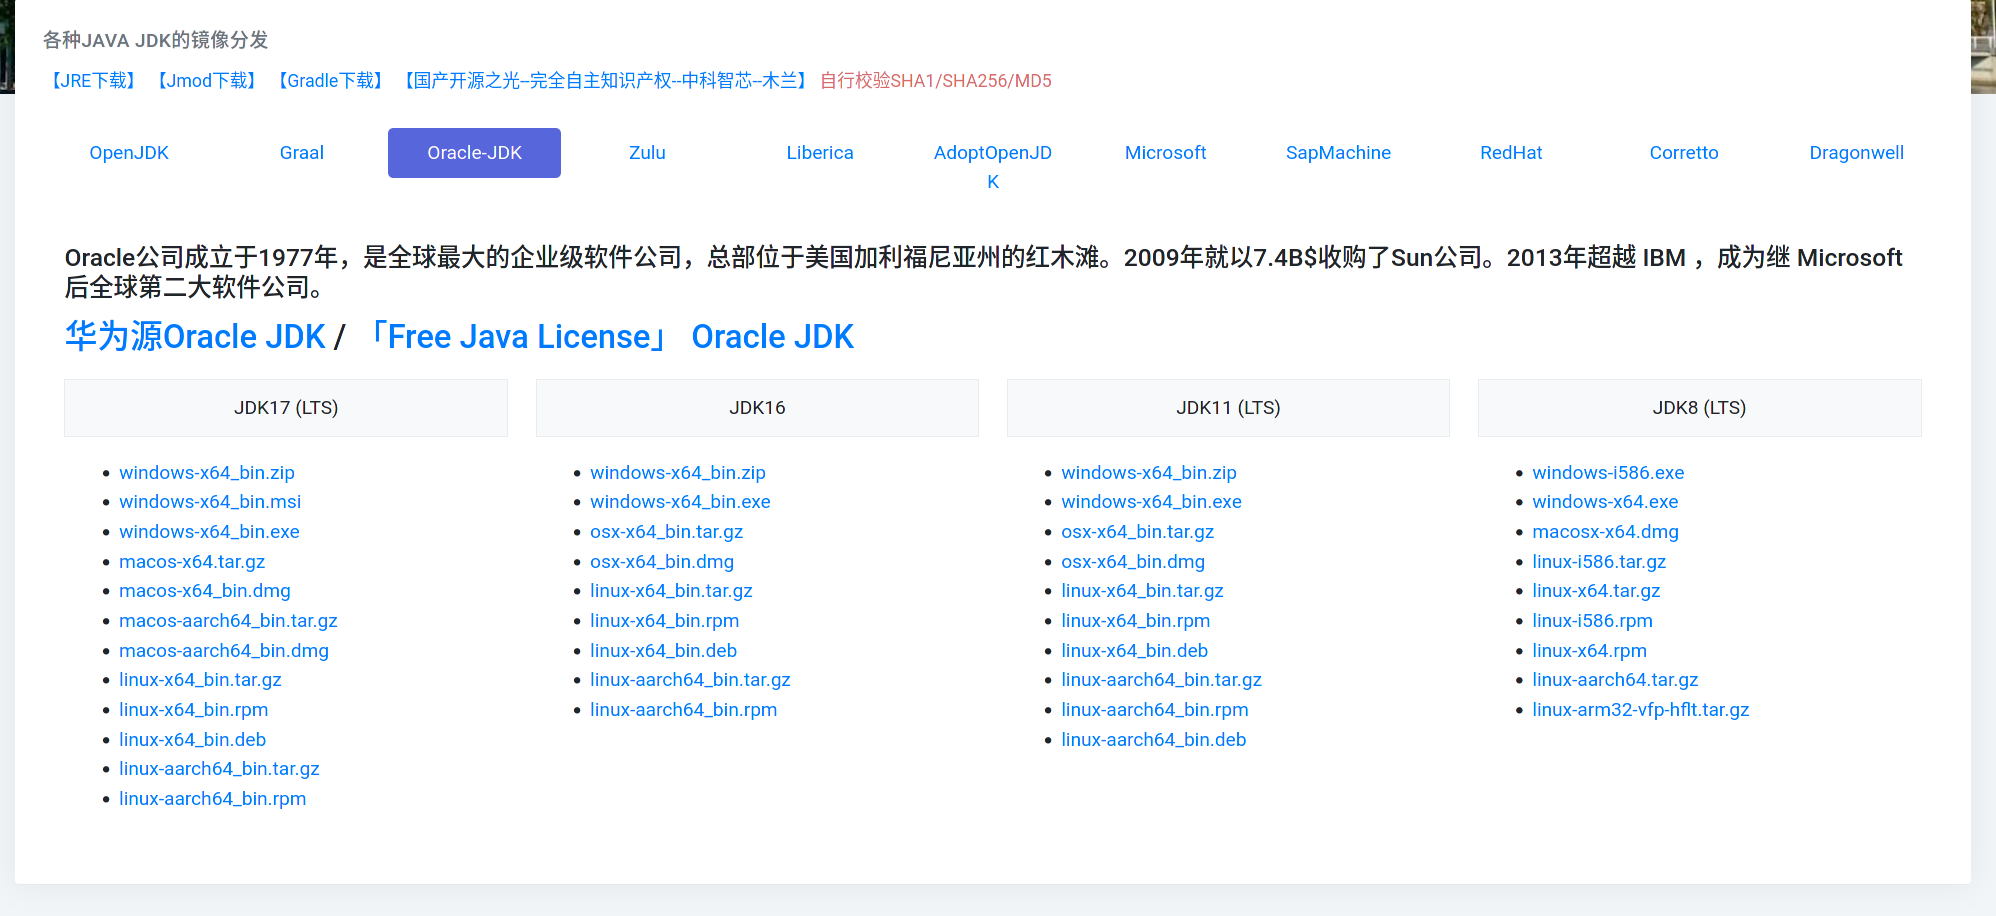 各种JAVA JDK的镜像分发
【JRE下载】 【Jmod下载】 【Gradle下载】 【国产开源之光--完全自主知识产权--中科智芯--木兰】 自行校验SHA1/SHA256/MD5
OpenJDK Graal Oracle-JDK Zulu Liberica AdoptOpenJD Microsoft SapMachine RedHat Corretto Dragonwell
K
Oracle公司成立于1977年，是全球最大的企业级软件公司，总部位于美国加利福尼亚州的红木滩。2009年就以7.4B$收购了Sun公司。2013年超越 IBM ，成为继 Microsoft
后全球第二大软件公司。
华为源Oracle JDK / 「Free Java License」 Oracle JDK
JDK17 (LTS)
windows-x64_bin.zip
windows-x64_bin.msi
windows-x64_bin.exe
macos-x64.tar.gz
macos-x64_bin.dmg
macos-aarch64_bin.tar.gz
macos-aarch64_bin.dmg
linux-x64_bin.tar.gz
linux-x64_bin.rpm
linux-x64_bin.deb
linux-aarch64_bin.tar.gz
linux-aarch64_bin.rpm
JDK16
windows-x64_bin.zip
windows-x64_bin.exe
osx-x64_bin.tar.gz
osx-x64_bin.dmg
linux-x64_bin.tar.gz
linux-x64_bin.rpm
linux-x64_bin.deb
linux-aarch64_bin.tar.gz
linux-aarch64_bin.rpm
JDK11 (LTS)
windows-x64_bin.zip
windows-x64_bin.exe
osx-x64_bin.tar.gz
osx-x64_bin.dmg
linux-x64_bin.tar.gz
linux-x64_bin.rpm
linux-x64_bin.deb
linux-aarch64_bin.tar.gz
linux-aarch64_bin.rpm
linux-aarch64_bin.deb
JDK8 (LTS)
windows-i586.exe
windows-x64.exe
macosx-x64.dmg
linux-i586.tar.gz
linux-x64.tar.gz
linux-i586.rpm
linux-x64.rpm
linux-aarch64.tar.gz
linux-arm32-vfp-hflt.tar.gz